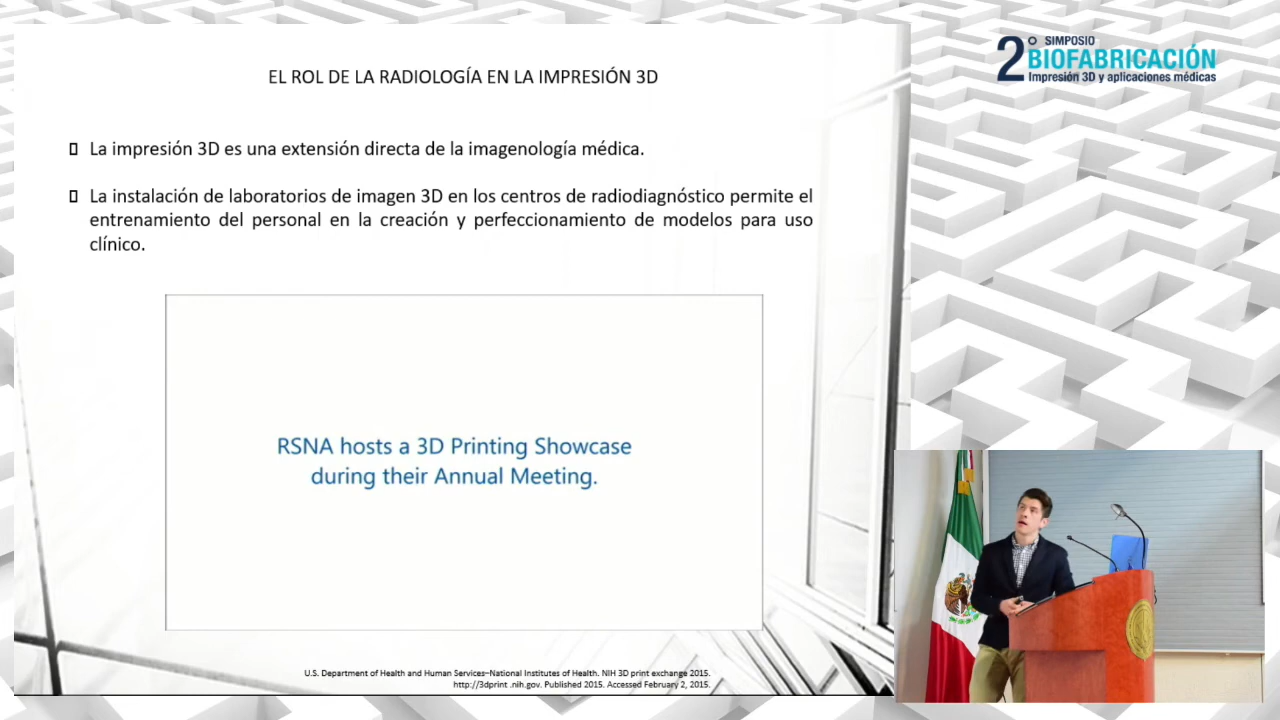 2° SIMPOSIO
BIOFABRICACIÓN
Impresión 3D y aplicaciones médicas
EL ROL DE LA RADIOLOGÍA EN LA IMPRESIÓN 3D
La impresión 3D es una extensión directa de la imagenología médica.
La instalación de laboratorios de imagen 3D en los centros de radiodiagnóstico permite el
entrenamiento del personal en la creación y perfeccionamiento de modelos para uso
clínico.
RSNA hosts a 3D Printing Showcase
during their Annual Meeting.
U.S. Department of Health and Human Services–National Institutes of Health. NIH 3D print exchange 2015.
http://3dprint .nih.gov. Published 2015. Accessed February 2, 2015.